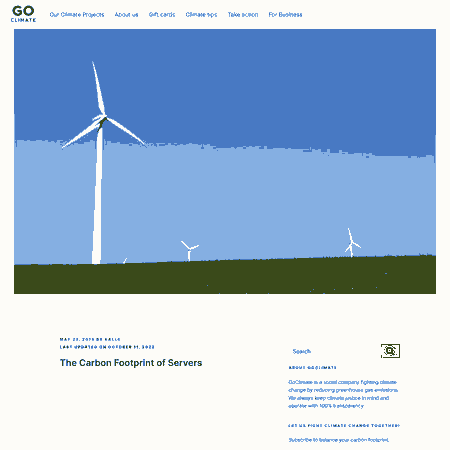 GO
CLIMATE
Our Climate Projects
About us
Gift cards
Climate tips
Take action
For Business
MAY 23, 2019 BY KALLE
LAST UPDATED ON OCTOBER 11, 2022
The Carbon Footprint of Servers
Search
ABOUT GOCLIMATE
GoClimate is a social company fighting climate
change by reducing greenhouse gas emissions.
We always keep climate justice in mind and
operate with 100% transparency.
LET US FIGHT CLIMATE CHANGE TOGETHER!
Subscribe to balance your carbon footprint.